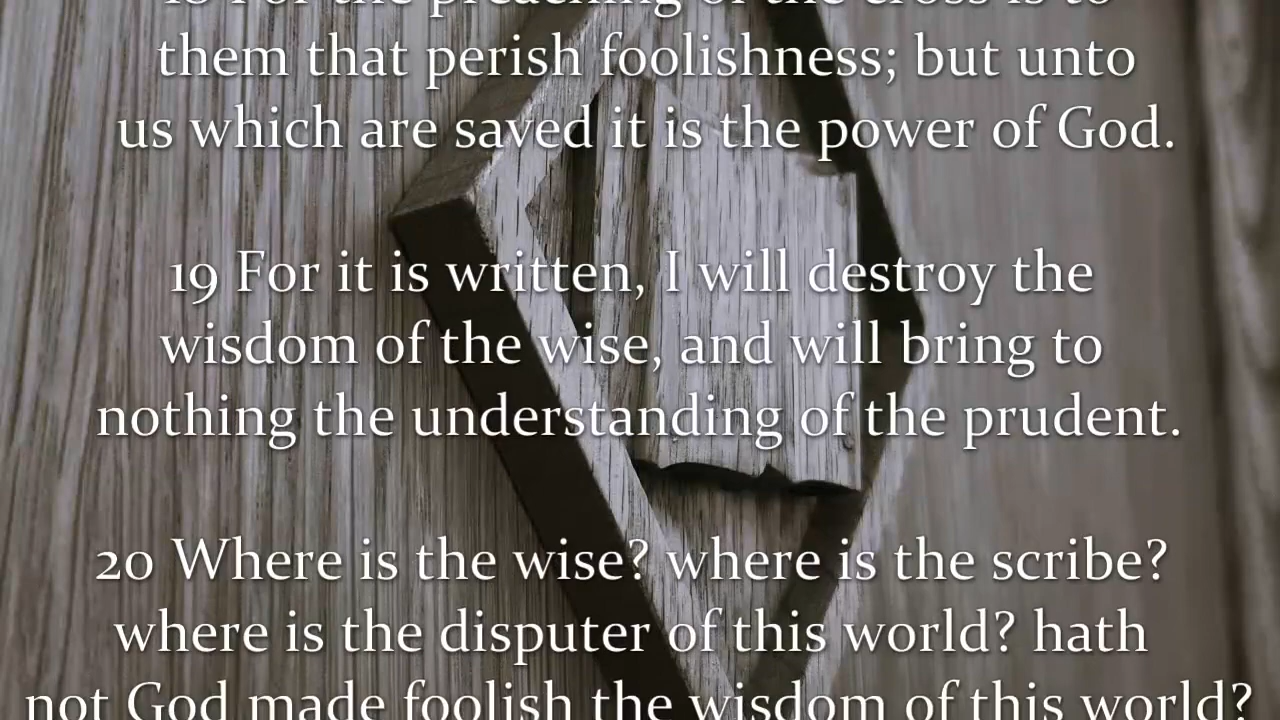 18 For the preaching of the cross is to
them that perish foolishness; but unto
us which are saved it is the power of God.
19 For it is written, I will destroy the
wisdom of the wise, and will bring to
nothing the understanding of the prudent.
20 Where is the wise? where is the scribe?
where is the disputer of this world? hath
not God made foolish the wisdom of this world?